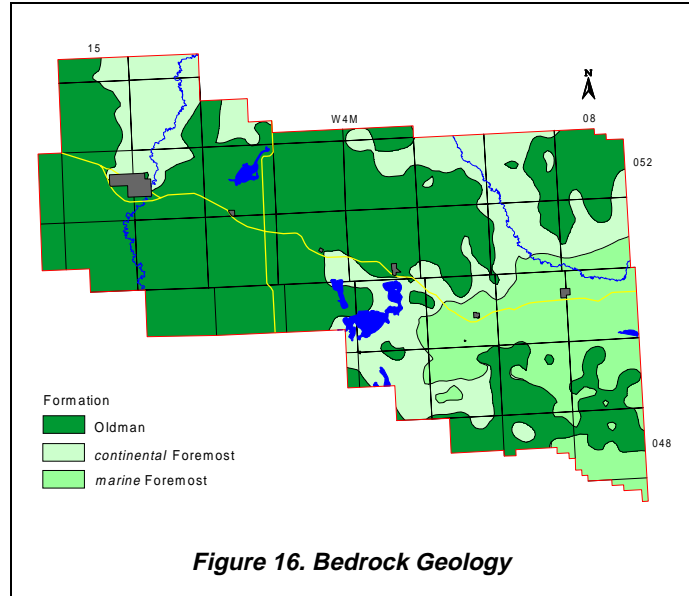 15
N
W4M
08
052
Formation
Oldman
continental Foremost
marine Foremost
048
Figure 16. Bedrock Geology